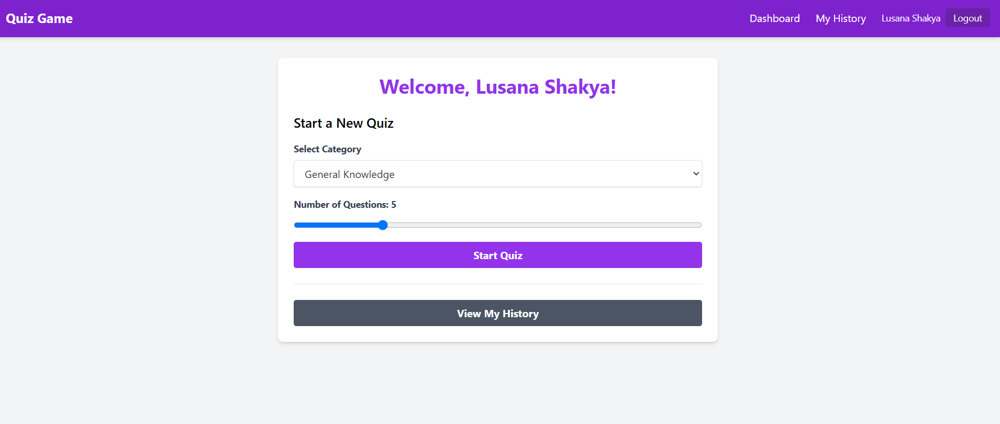 Quiz Game
Dashboard My History Lusana Shakya Logout
Welcome, Lusana Shakya!
Start a New Quiz
Select Category
General Knowledge
Number of Questions: 5
Start Quiz
View My History